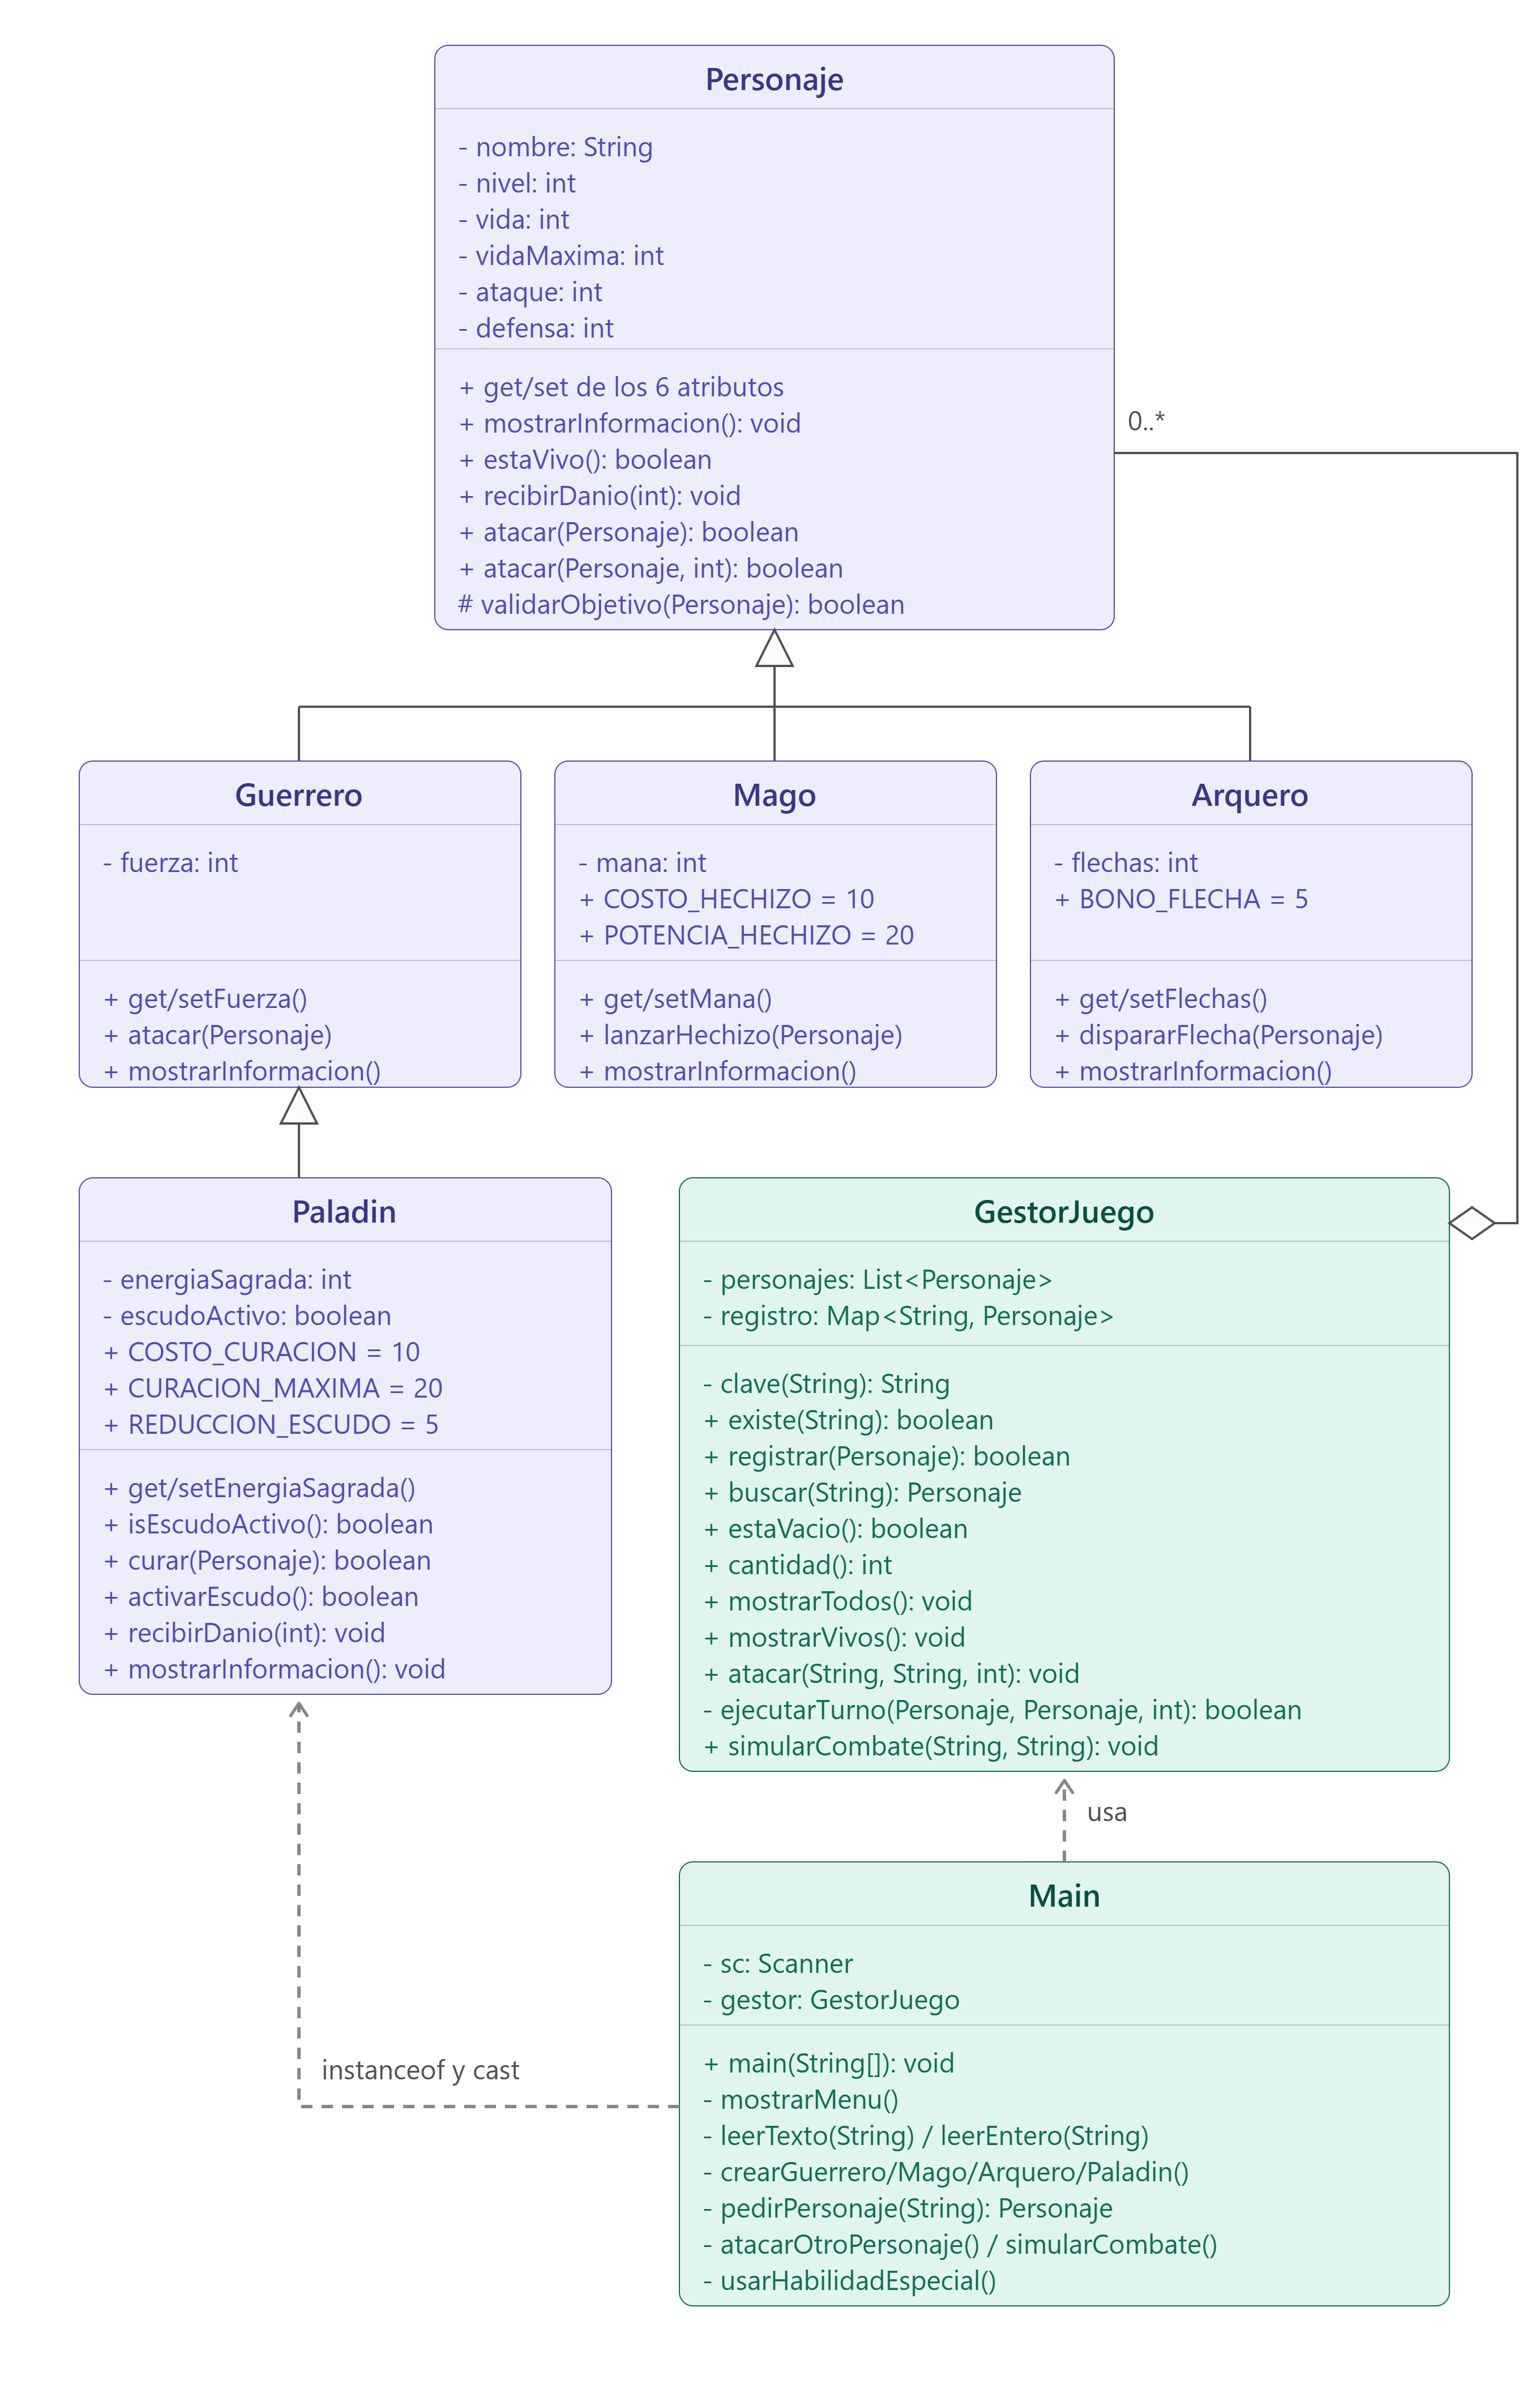 Personaje
- nombre: String
- nivel: int
- vida: int
- vidaMaxima: int
- ataque: int
- defensa: int
+ get/set de los 6 atributos
+ mostrarInformacion(): void
+ estaVivo(): boolean
+ recibirDanio(int): void
+ atacar(Personaje): boolean
+ atacar(Personaje, int): boolean
# validarObjetivo(Personaje): boolean
0..*
Guerrero
- fuerza: int
+ get/setFuerza()
+ atacar(Personaje)
+ mostrarInformacion()
Mago
- mana: int
+ COSTO_HECHIZO = 10
+ POTENCIA_HECHIZO = 20
+ get/setMana()
+ lanzarHechizo(Personaje)
+ mostrarInformacion()
Arquero
- flechas: int
+ BONO_FLECHA = 5
+ get/setFlechas()
+ dispararFlecha(Personaje)
+ mostrarInformacion()
Paladin
- energiaSagrada: int
- escudoActivo: boolean
+ COSTO_CURACION = 10
+ CURACION_MAXIMA = 20
+ REDUCCION_ESCUDO = 5
+ get/setEnergiaSagrada()
+ isEscudoActivo(): boolean
+ curar(Personaje): boolean
+ activarEscudo(): boolean
+ recibirDanio(int): void
+ mostrarInformacion(): void
GestorJuego
- personajes: List<Personaje>
- registro: Map<String, Personaje>
- clave(String): String
+ existe(String): boolean
+ registrar(Personaje): boolean
+ buscar(String): Personaje
+ estaVacio(): boolean
+ cantidad(): int
+ mostrarTodos(): void
+ mostrarVivos(): void
+ atacar(String, String, int): void
- ejecutarTurno(Personaje, Personaje, int): boolean
+ simularCombate(String, String): void
usa
Main
- sc: Scanner
- gestor: GestorJuego
+ main(String[]): void
- mostrarMenu()
- leerTexto(String) / leerEntero(String)
- crearGuerrero/Mago/Arquero/Paladin()
- pedirPersonaje(String): Personaje
- atacarOtroPersonaje() / simularCombate()
- usarHabilidadEspecial()
instanceof y cast